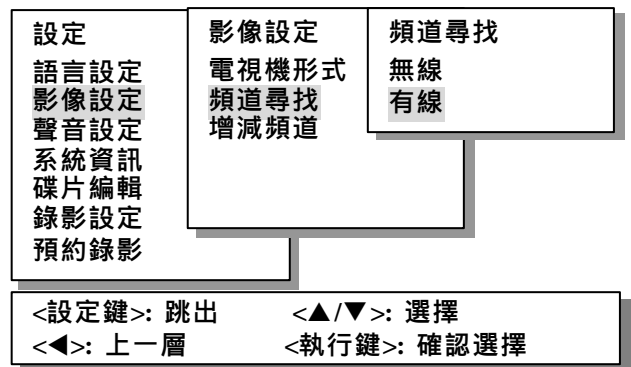 設定
語言設定
影像設定
聲音設定
系統資訊
碟片編輯
錄影設定
預約錄影
影像設定
電視機形式
頻道尋找
增減頻道
頻道尋找
無線
有線
<設定鍵>: 跳出 <▲/▼>: 選擇
<◀>: 上一層 <執行鍵>: 確認選擇